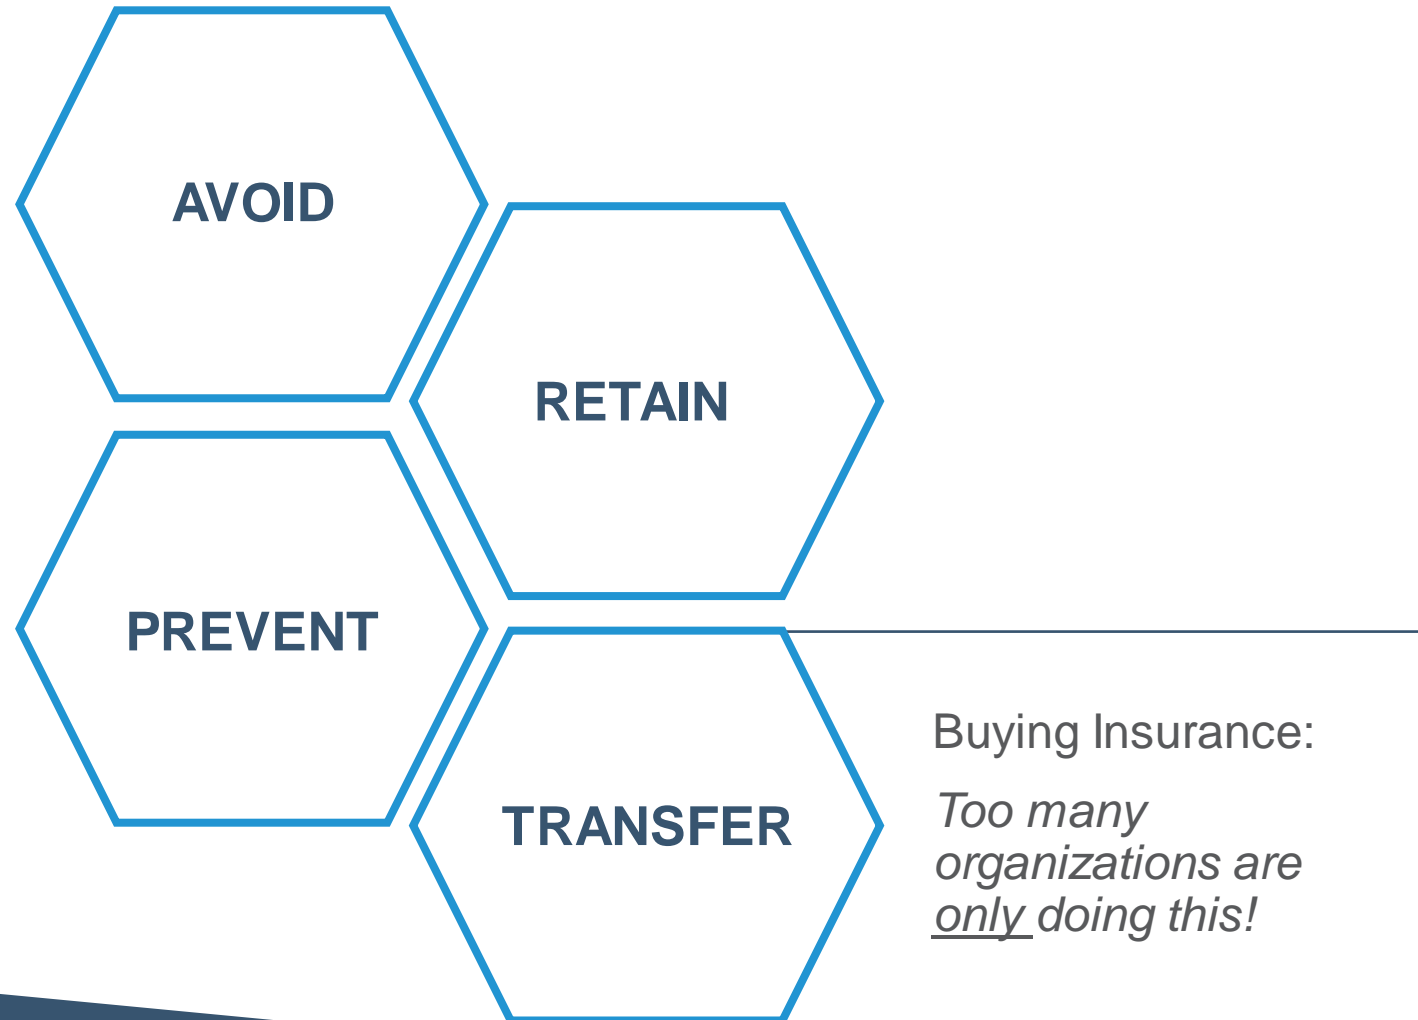 AVOID
RETAIN
PREVENT
TRANSFER
Buying Insurance:
Too many
organizations are
only doing this!